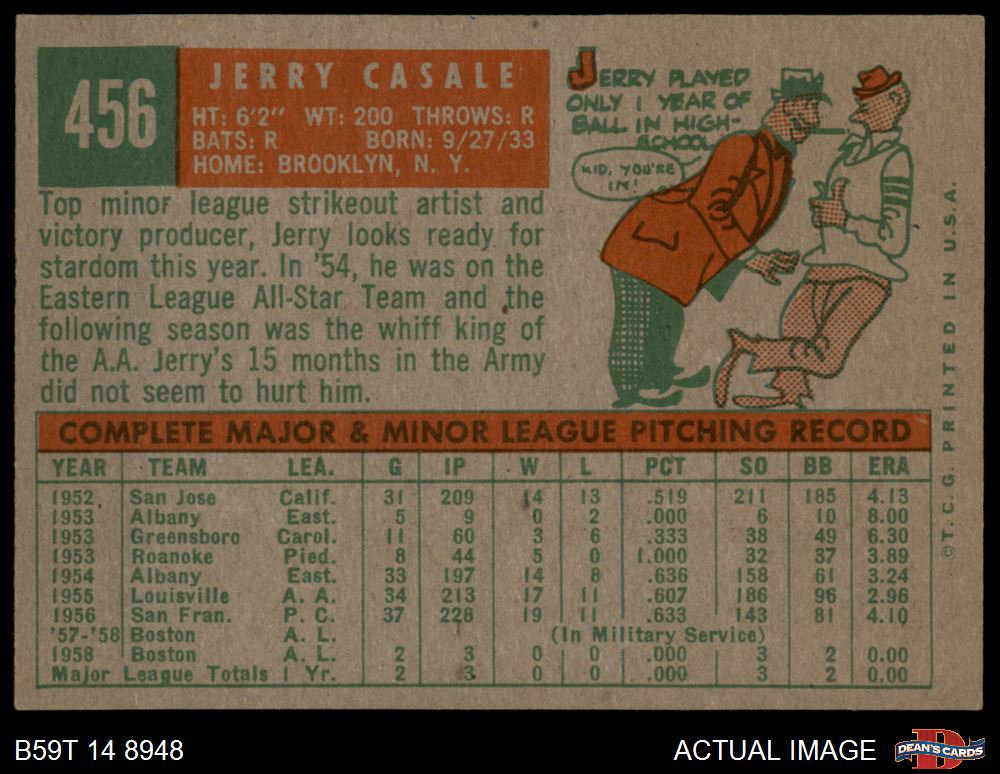 456
JERRY CASALE
HT: 6'2" WT: 200 THROWS: R
BATS: R BORN: 9/27/33
HOME: BROOKLYN, N. Y.
JERRY PLAYED
ONLY 1 YEAR OF
BALL IN HIGH-
SCHOOL
KID, YOU'RE
IN!
Top minor league strikeout artist and
victory producer, Jerry looks ready for
stardom this year. In '54, he was on the
Eastern League All-Star Team and the
following season was the whiff king of
the A.A. Jerry's 15 months in the Army
did not seem to hurt him.
COMPLETE MAJOR & MINOR LEAGUE PITCHING RECORD
YEAR TEAM LEA. G IP W L PCT SO BB ERA
1952 San Jose Calif. 31 209 14 13 .519 211 185 4.13
1953 Albany East. 5 9 0 2 .000 6 10 8.00
1953 Greensboro Carol. 11 60 3 6 .333 38 49 6.30
1953 Roanoke Pied. 8 44 5 0 1.000 32 37 3.89
1954 Albany East. 33 197 14 8 .636 158 61 3.24
1955 Louisville A. A. 34 213 17 11 .607 186 96 2.96
1956 San Fran. P. C. 37 228 19 11 .633 143 81 4.10
'57-'58 Boston A. L. (In Military Service)
1958 Boston A. L. 2 3 0 0 .000 3 2 0.00
Major League Totals 1 Yr. 2 3 0 0 .000 3 2 0.00
©T. C. G. PRINTED IN U.S.A.
B59T 14 8948
ACTUAL IMAGE
D
DEAN'S CARDS